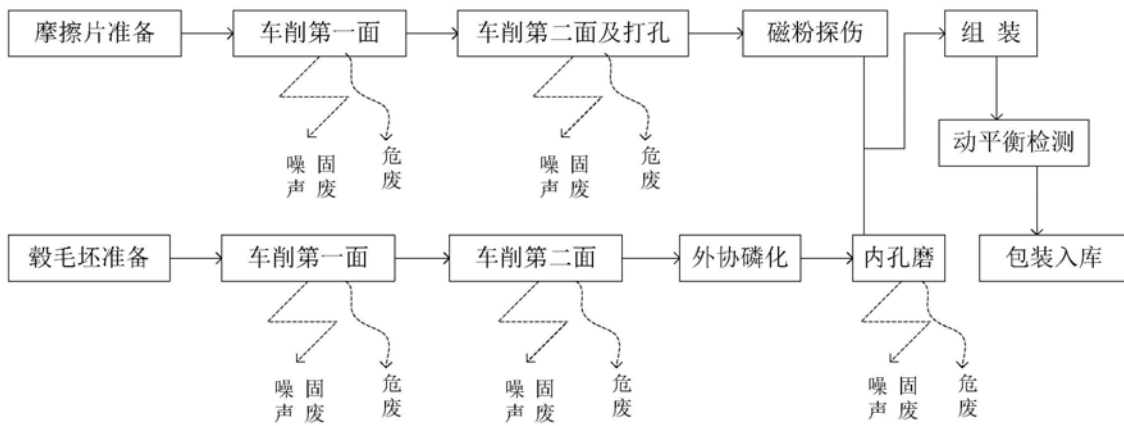 摩擦片准备
车削第一面
车削第二面及打孔
磁粉探伤
组 装
噪声
固废
危废
噪声
固废
危废
动平衡检测
毂毛坯准备
车削第一面
车削第二面
外协磷化
内孔磨
包装入库
噪声
固废
危废
噪声
固废
危废
噪声
固废
危废